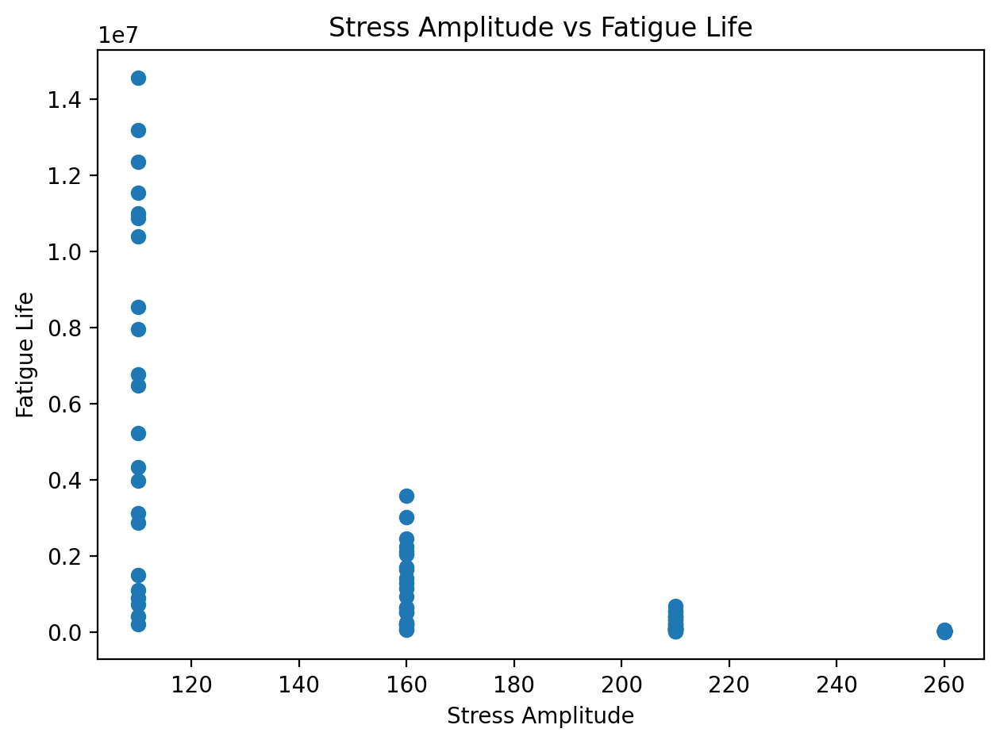 Stress Amplitude vs Fatigue Life
1e7
1.4
1.2
1.0
0.8
0.6
0.4
0.2
0.0
Fatigue Life
120 140 160 180 200 220 240 260
Stress Amplitude